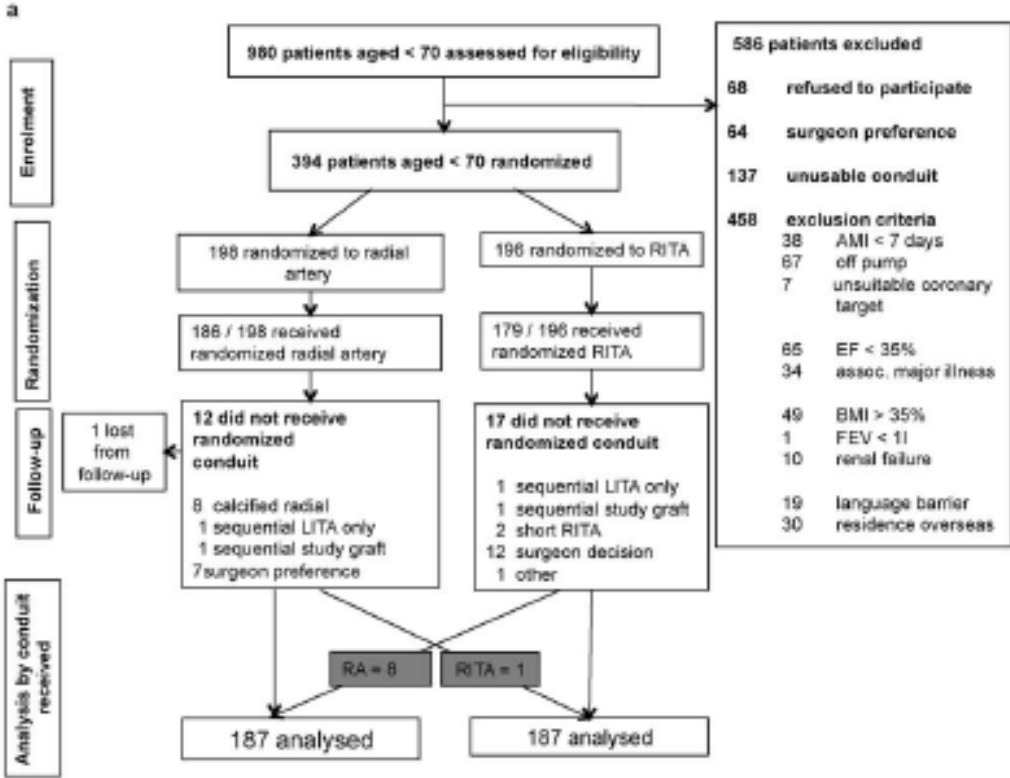 a
980 patients aged < 70 assessed for eligibility
586 patients excluded
68 refused to participate
64 surgeon preference
137 unusable conduit
458 exclusion criteria
38 AMI < 7 days
67 off pump
7 unsuitable coronary
target
65 EF < 35%
34 assoc. major illness
49 BMI > 35%
1 FEV < 1l
10 renal failure
19 language barrier
30 residence overseas
Enrolment
394 patients aged < 70 randomized
Randomization
198 randomized to radial
artery
196 randomized to RITA
186 / 198 received
randomized radial artery
179 / 196 received
randomized RITA
Follow-up
1 lost
from
follow-up
12 did not receive
randomized
conduit
8 calcified radial
1 sequential LITA only
1 sequential study graft
7surgeon preference
17 did not receive
randomized conduit
1 sequential LITA only
1 sequential study graft
2 short RITA
12 surgeon decision
1 other
Analysis by conduit
received
RA = 8
RITA = 1
187 analysed
187 analysed